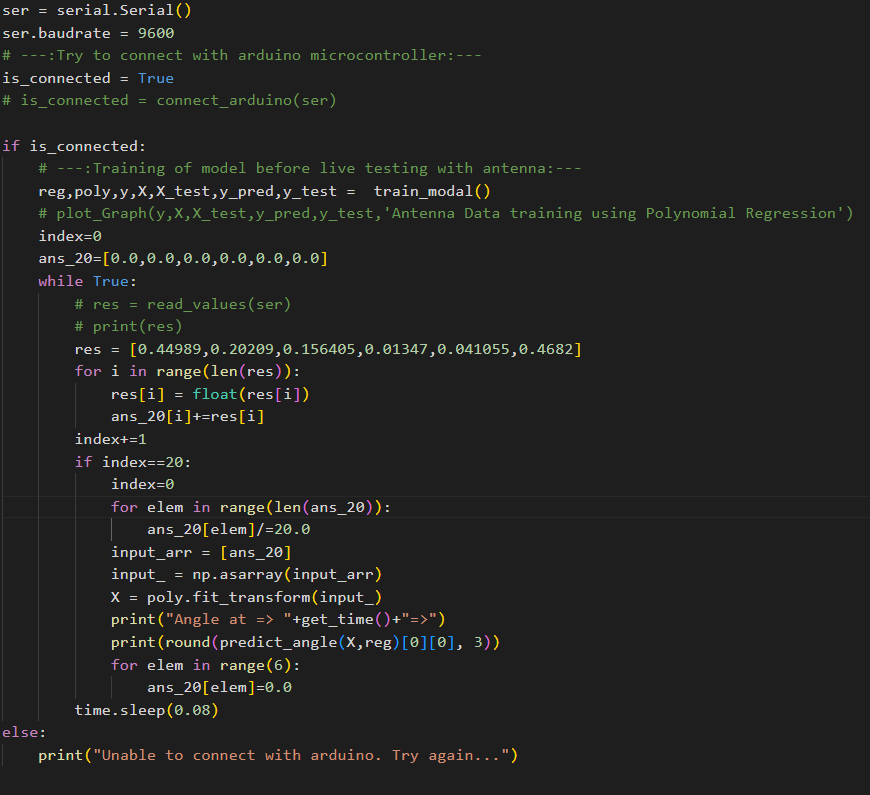 ser = serial.Serial()
ser.baudrate = 9600
# ---:Try to connect with arduino microcontroller:---
is_connected = True
# is_connected = connect_arduino(ser)

if is_connected:
    # ---:Training of model before live testing with antenna:---
    reg,poly,y,X,X_test,y_pred,y_test =  train_modal()
    # plot_Graph(y,X,X_test,y_pred,y_test,'Antenna Data training using Polynomial Regression')
    index=0
    ans_20=[0.0,0.0,0.0,0.0,0.0,0.0]
    while True:
        # res = read_values(ser)
        # print(res)
        res = [0.44989,0.20209,0.156405,0.01347,0.041055,0.4682]
        for i in range(len(res)):
            res[i] = float(res[i])
            ans_20[i]+=res[i]
        index+=1
        if index==20:
            index=0
            for elem in range(len(ans_20)):
                ans_20[elem]/=20.0
            input_arr = [ans_20]
            input_ = np.asarray(input_arr)
            X = poly.fit_transform(input_)
            print("Angle at => "+get_time()+"=>")
            print(round(predict_angle(X,reg)[0][0], 3))
            for elem in range(6):
                ans_20[elem]=0.0
        time.sleep(0.08)
else:
    print("Unable to connect with arduino. Try again...")